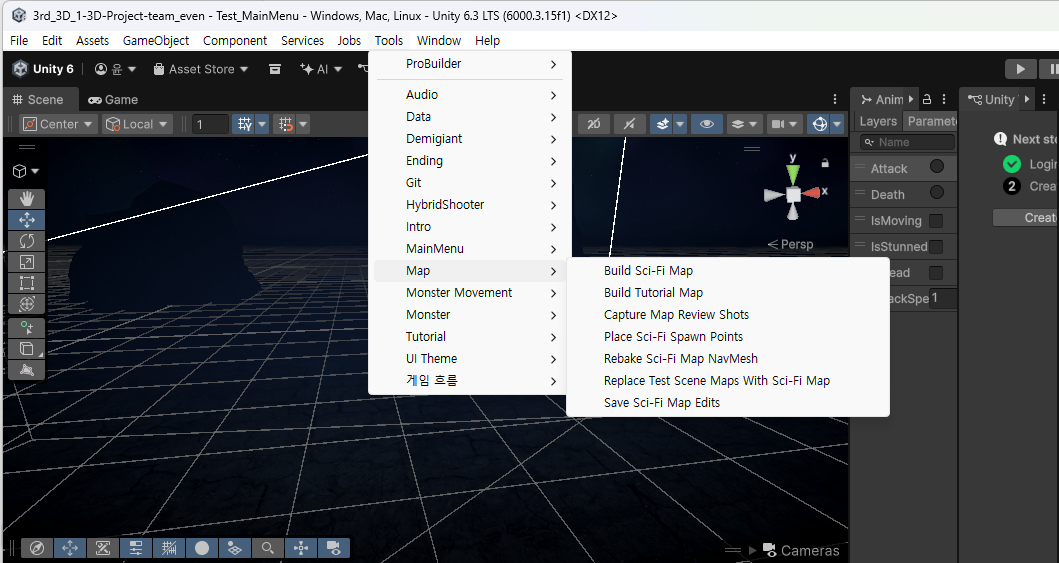 3rd_3D_1-3D-Project-team_even - Test_MainMenu - Windows, Mac, Linux - Unity 6.3 LTS (6000.3.15f1) <DX12>
File Edit Assets GameObject Component Services Jobs Tools Window Help
Unity 6 윤 Asset Store AI
Scene Game
Center Local 1 2D
ProBuilder
Audio
Data
Demigiant
Ending
Git
HybridShooter
Intro
MainMenu
Map
Monster Movement
Monster
Tutorial
UI Theme
게임 흐름
Build Sci-Fi Map
Build Tutorial Map
Capture Map Review Shots
Place Sci-Fi Spawn Points
Rebake Sci-Fi Map NavMesh
Replace Test Scene Maps With Sci-Fi Map
Save Sci-Fi Map Edits
y
x
Persp
Anim
Layers Paramete
Name
Attack
Death
IsMoving
IsStunned
ead
ackSpe 1
Unity
Next ste
Login
2 Crea
Create
Cameras